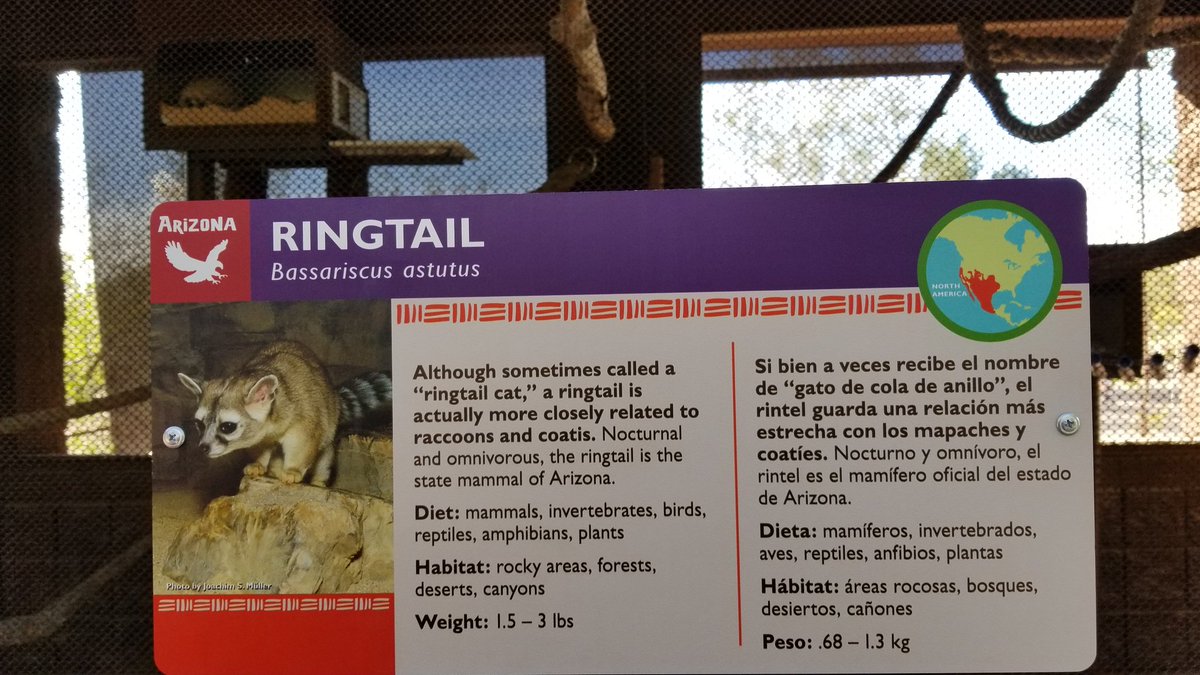 ARIZONA
RINGTAIL
Bassariscus astutus
NORTH
AMERICA
Although sometimes called a
“ringtail cat,” a ringtail is
actually more closely related to
raccoons and coatis. Nocturnal
and omnivorous, the ringtail is the
state mammal of Arizona.
Diet: mammals, invertebrates, birds,
reptiles, amphibians, plants
Habitat: rocky areas, forests,
deserts, canyons
Weight: 1.5 – 3 lbs
Si bien a veces recibe el nombre
de “gato de cola de anillo”, el
rintel guarda una relación más
estrecha con los mapaches y
coatíes. Nocturno y omnívoro, el
rintel es el mamífero oficial del estado
de Arizona.
Dieta: mamíferos, invertebrados,
aves, reptiles, anfibios, plantas
Hábitat: áreas rocosas, bosques,
desiertos, cañones
Peso: .68 – 1.3 kg
Photo by Joachim S. Müller